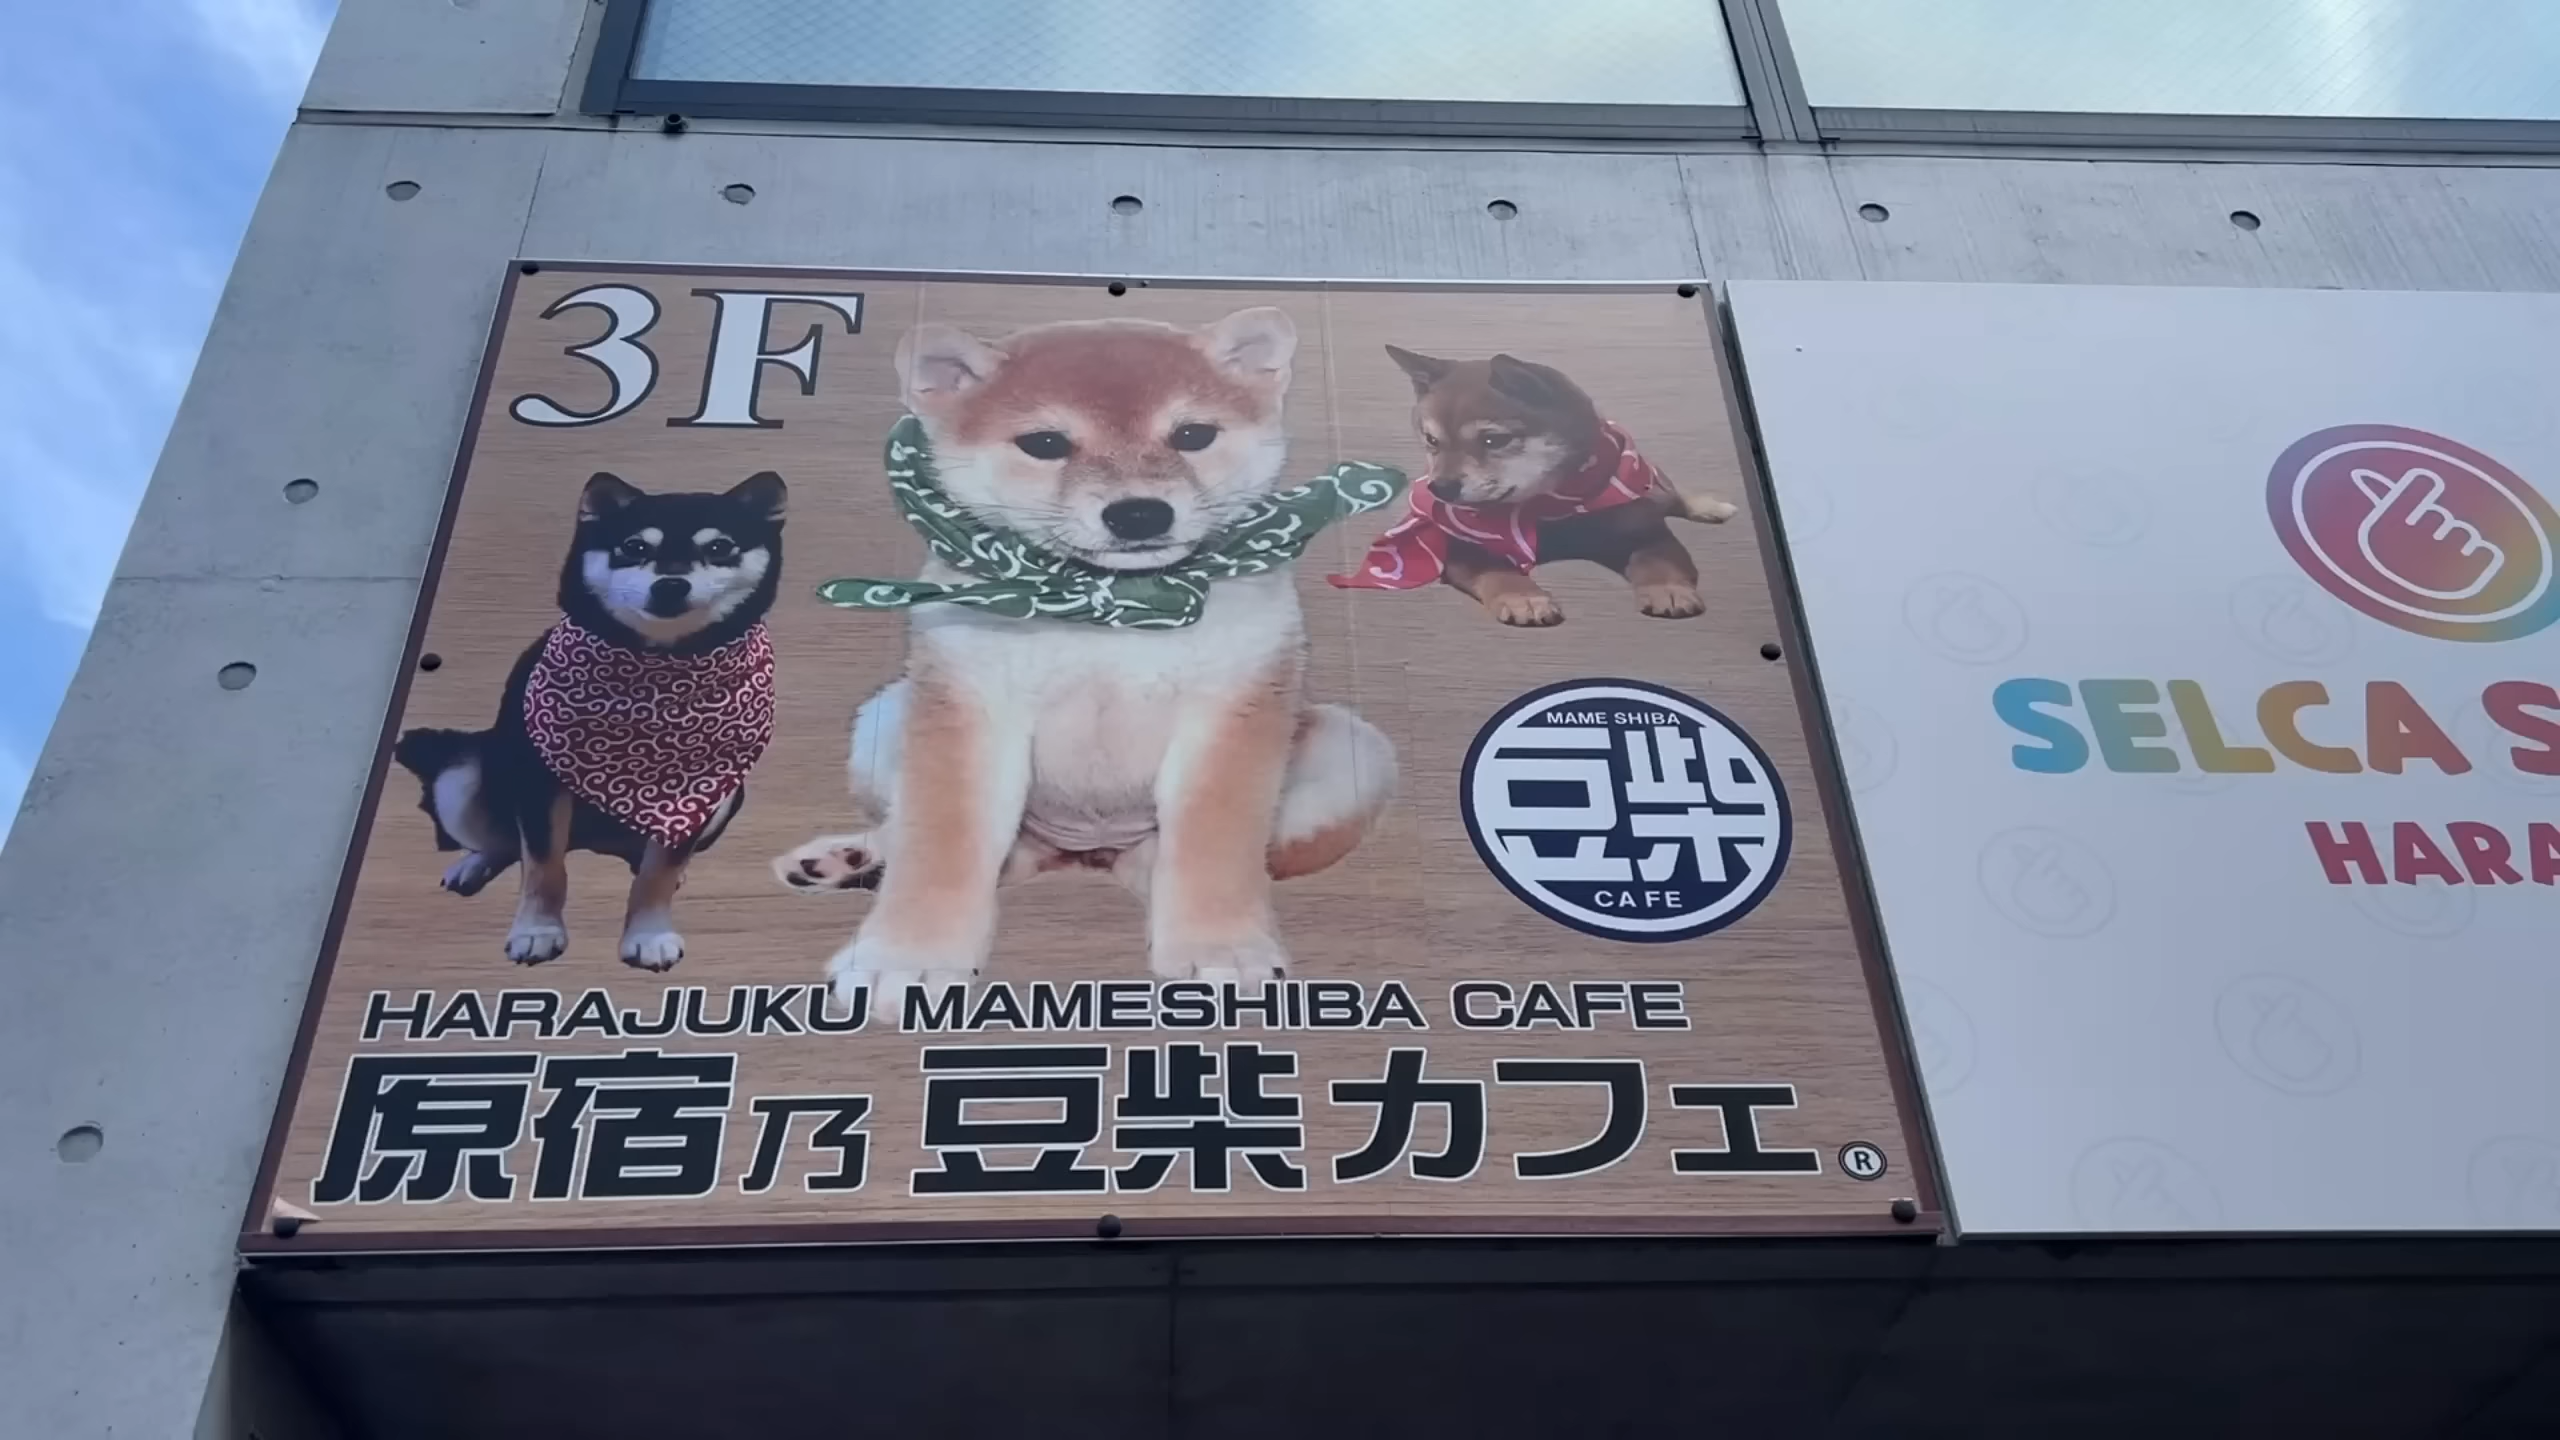 3F
MAME SHIBA
豆柴
CAFE
HARAJUKU MAMESHIBA CAFE
原宿乃豆柴カフェ®
SELCA S
HARA